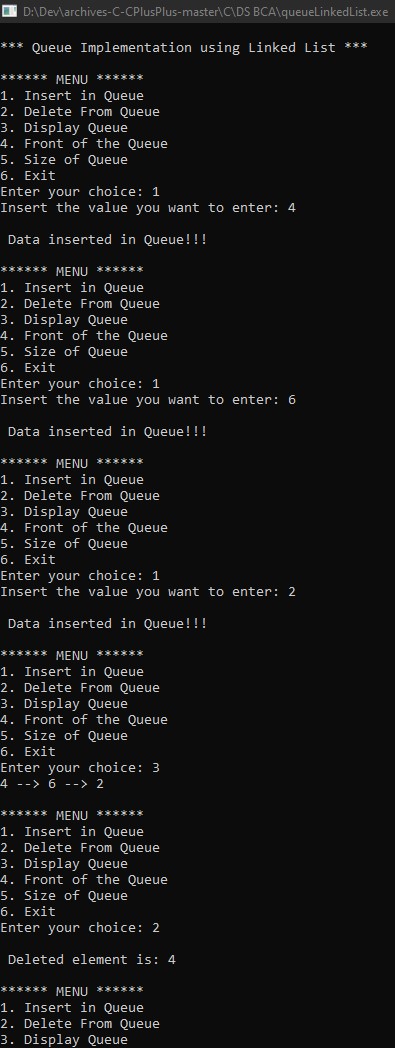 D:\Dev\archives-C-CPlusPlus-master\C\DS BCA\queueLinkedList.exe
*** Queue Implementation using Linked List ***
****** MENU ******
1. Insert in Queue
2. Delete From Queue
3. Display Queue
4. Front of the Queue
5. Size of Queue
6. Exit
Enter your choice: 1
Insert the value you want to enter: 4
Data inserted in Queue!!!
****** MENU ******
1. Insert in Queue
2. Delete From Queue
3. Display Queue
4. Front of the Queue
5. Size of Queue
6. Exit
Enter your choice: 1
Insert the value you want to enter: 6
Data inserted in Queue!!!
****** MENU ******
1. Insert in Queue
2. Delete From Queue
3. Display Queue
4. Front of the Queue
5. Size of Queue
6. Exit
Enter your choice: 1
Insert the value you want to enter: 2
Data inserted in Queue!!!
****** MENU ******
1. Insert in Queue
2. Delete From Queue
3. Display Queue
4. Front of the Queue
5. Size of Queue
6. Exit
Enter your choice: 3
4 --> 6 --> 2
****** MENU ******
1. Insert in Queue
2. Delete From Queue
3. Display Queue
4. Front of the Queue
5. Size of Queue
6. Exit
Enter your choice: 2
Deleted element is: 4
****** MENU ******
1. Insert in Queue
2. Delete From Queue
3. Display Queue